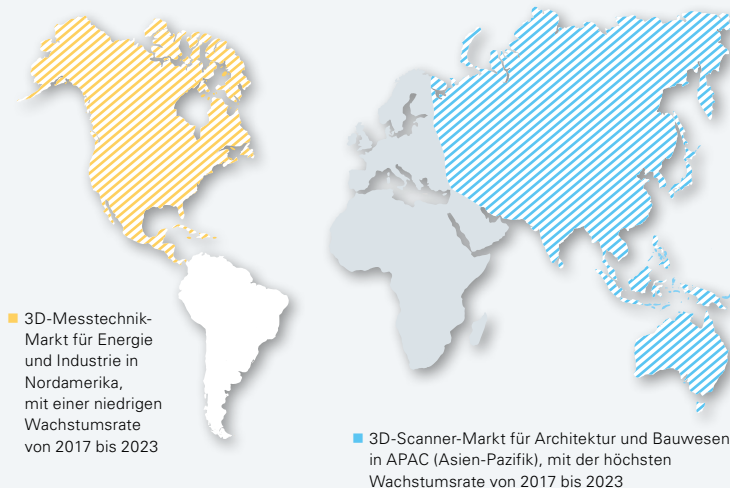 3D-Messtechnik-
Markt für Energie
und Industrie in
Nordamerika,
mit einer niedrigen
Wachstumsrate
von 2017 bis 2023
3D-Scanner-Markt für Architektur und Bauwesen
in APAC (Asien-Pazifik), mit der höchsten
Wachstumsrate von 2017 bis 2023